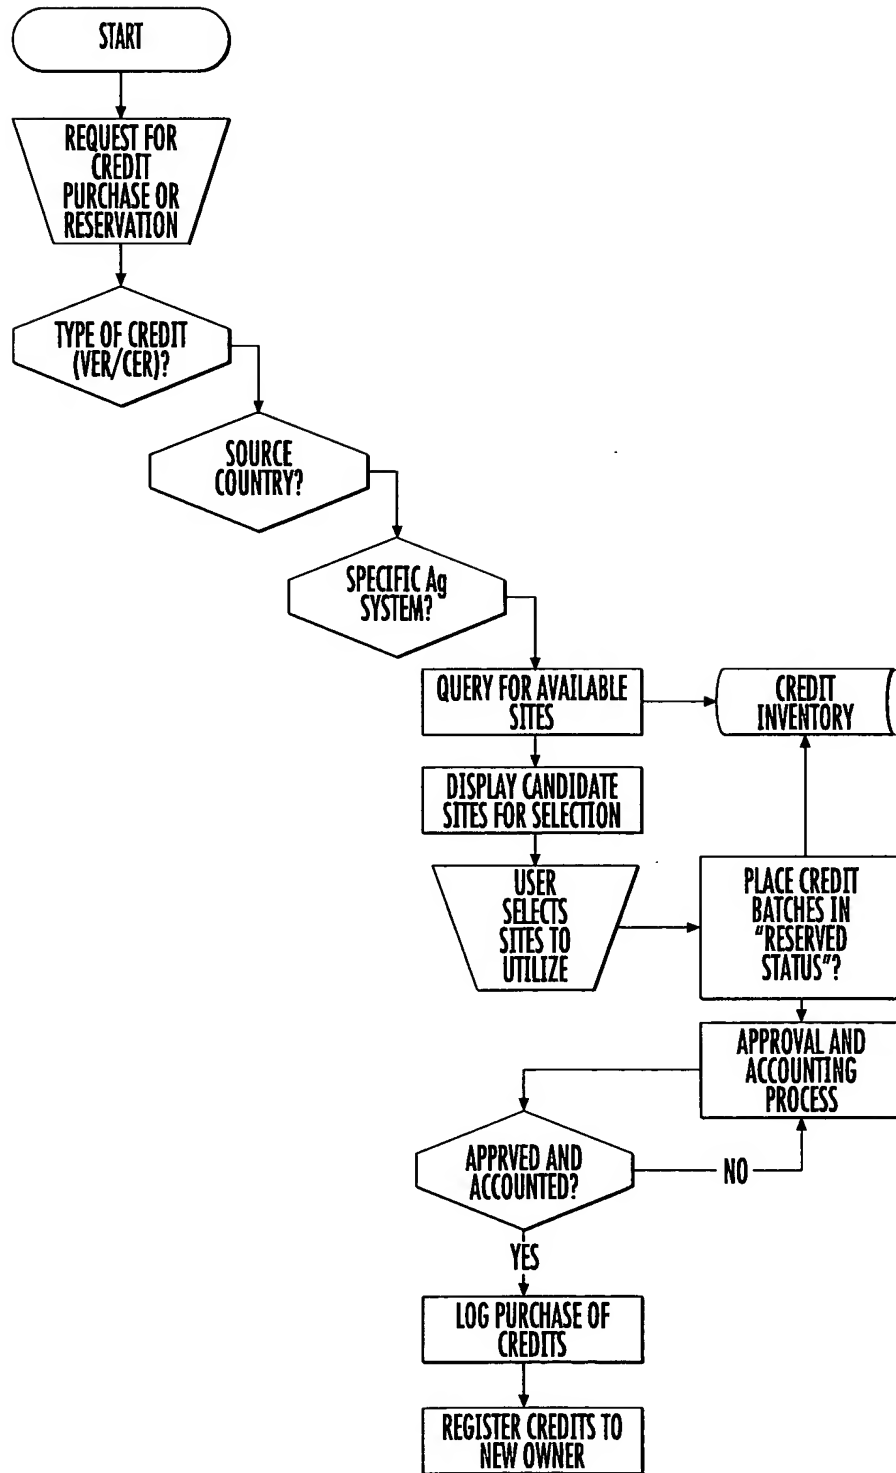 START
REQUEST FOR
CREDIT
PURCHASE OR
RESERVATION
TYPE OF CREDIT
(VER/CER)?
SOURCE
COUNTRY?
SPECIFIC Ag
SYSTEM?
QUERY FOR AVAILABLE
SITES
CREDIT
INVENTORY
DISPLAY CANDIDATE
SITES FOR SELECTION
USER
SELECTS
SITES TO
UTILIZE
PLACE CREDIT
BATCHES IN
“RESERVED
STATUS”?
APPROVAL AND
ACCOUNTING
PROCESS
APPRVED AND
ACCOUNTED?
NO
YES
LOG PURCHASE OF
CREDITS
REGISTER CREDITS TO
NEW OWNER